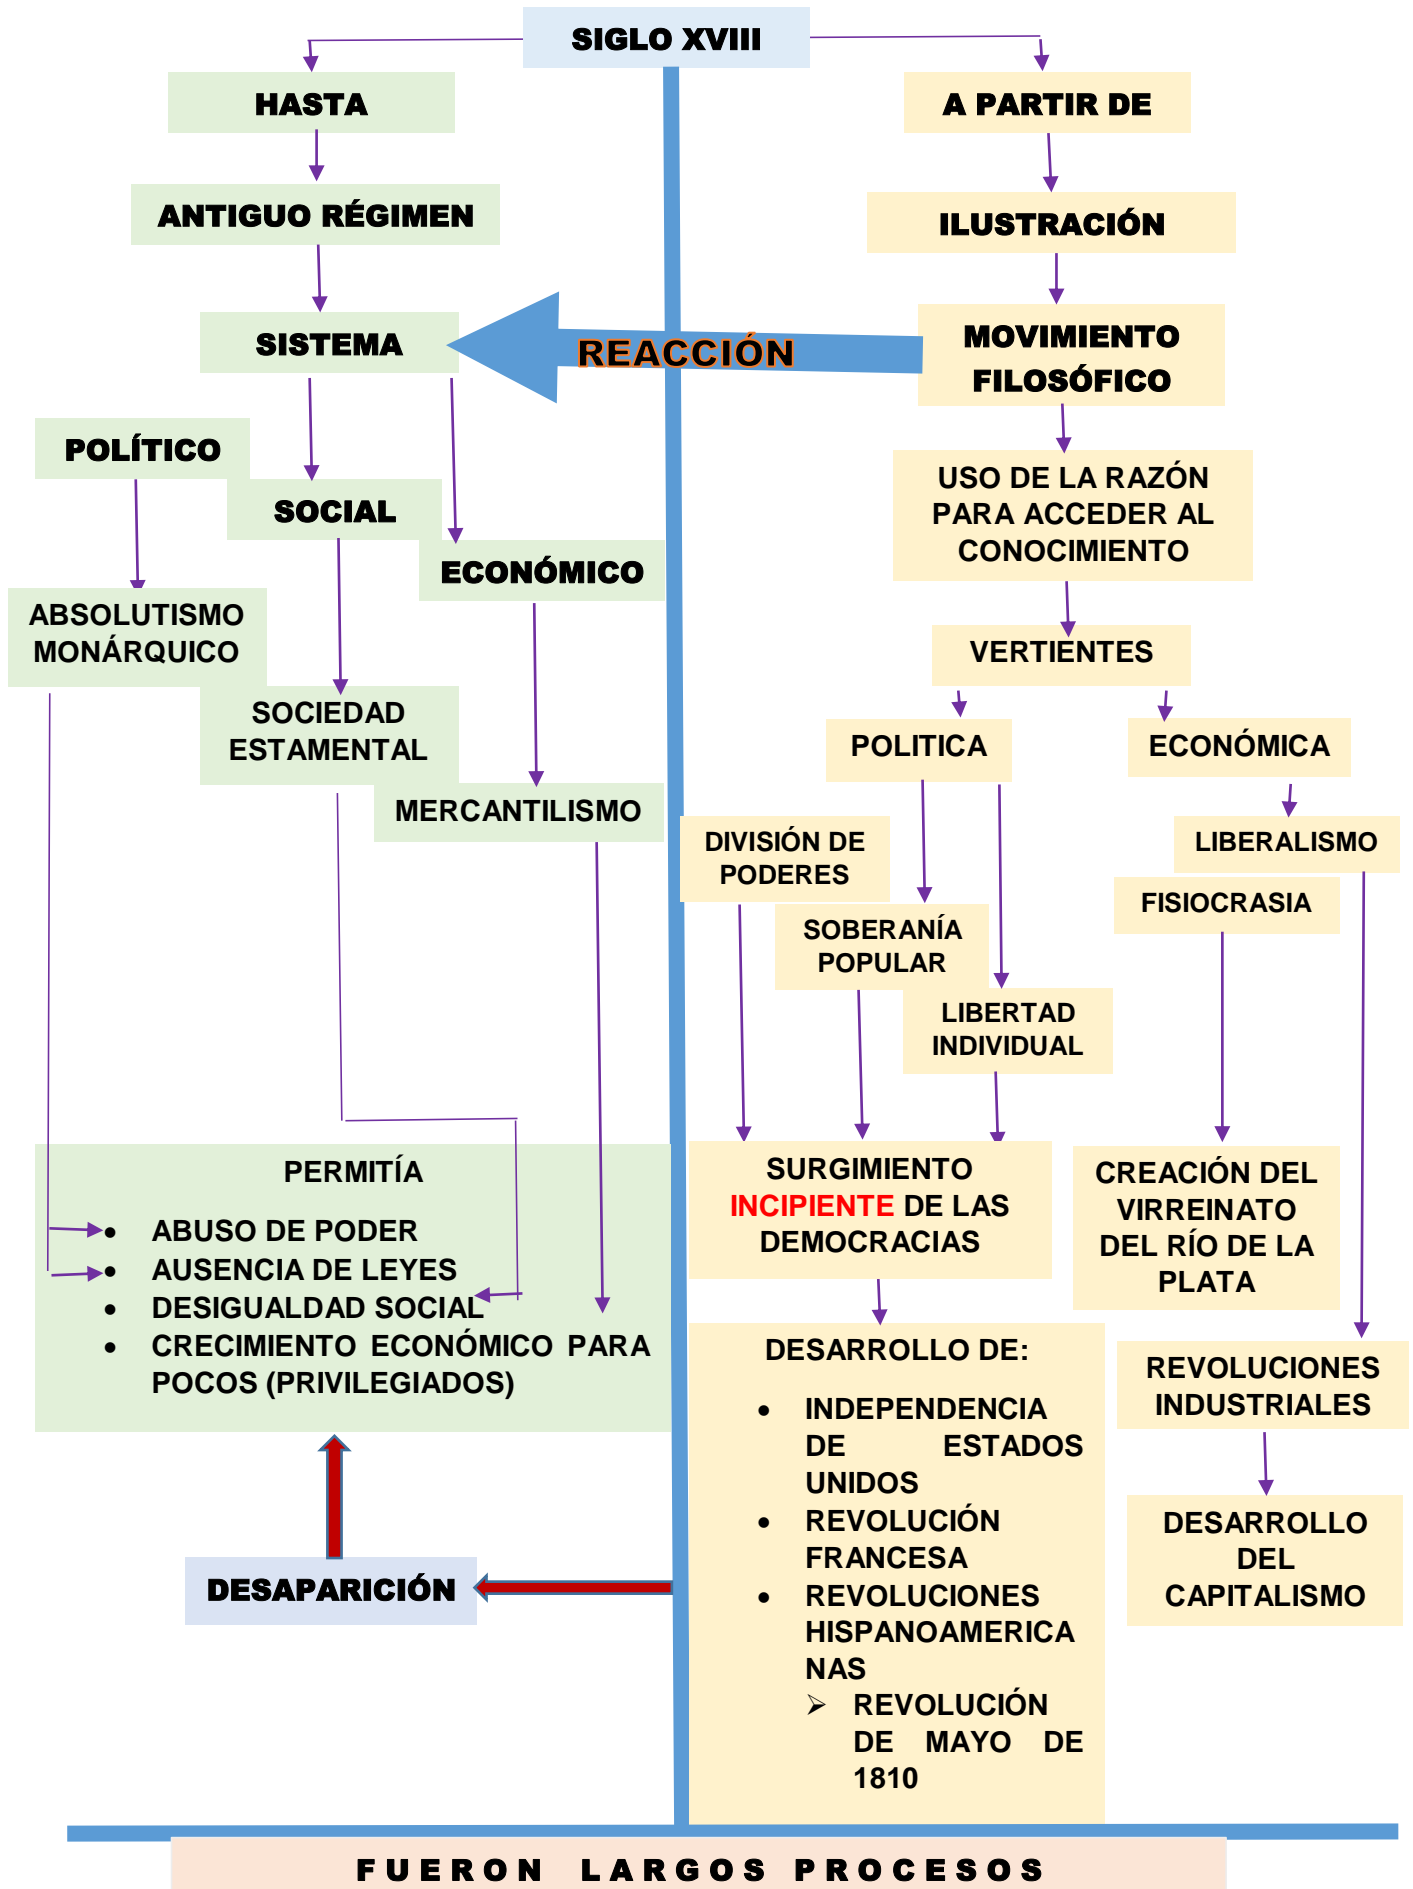 SIGLO XVIII
HASTA
ANTIGUO RÉGIMEN
SISTEMA
POLÍTICO
SOCIAL
ECONÓMICO
ABSOLUTISMO
MONÁRQUICO
SOCIEDAD
ESTAMENTAL
MERCANTILISMO
PERMITÍA
• ABUSO DE PODER
• AUSENCIA DE LEYES
• DESIGUALDAD SOCIAL
• CRECIMIENTO ECONÓMICO PARA
POCOS (PRIVILEGIADOS)
DESAPARICIÓN
REACCIÓN
A PARTIR DE
ILUSTRACIÓN
MOVIMIENTO
FILOSÓFICO
USO DE LA RAZÓN
PARA ACCEDER AL
CONOCIMIENTO
VERTIENTES
POLITICA
ECONÓMICA
DIVISIÓN DE
PODERES
SOBERANÍA
POPULAR
LIBERTAD
INDIVIDUAL
LIBERALISMO
FISIOCRASIA
SURGIMIENTO
INCIPIENTE DE LAS
DEMOCRACIAS
CREACIÓN DEL
VIRREINATO
DEL RÍO DE LA
PLATA
DESARROLLO DE:
• INDEPENDENCIA
DE ESTADOS
UNIDOS
• REVOLUCIÓN
FRANCESA
• REVOLUCIONES
HISPANOAMERICA
NAS
➢ REVOLUCIÓN
DE MAYO DE
1810
REVOLUCIONES
INDUSTRIALES
DESARROLLO
DEL
CAPITALISMO
FUERON LARGOS PROCESOS